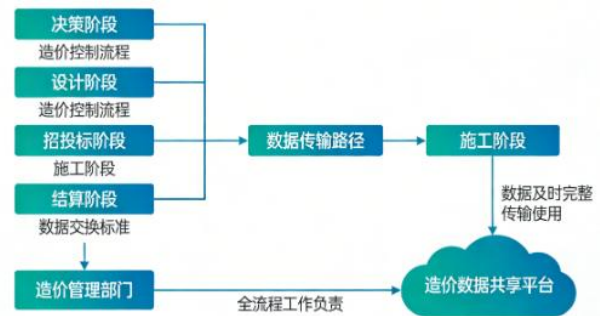 决策阶段
造价控制流程
设计阶段
造价控制流程
招投标阶段
数据传输路径
施工阶段
施工阶段
结算阶段
数据及时完整
传输使用
数据交换标准
造价管理部门
全流程工作负责
造价数据共享平台